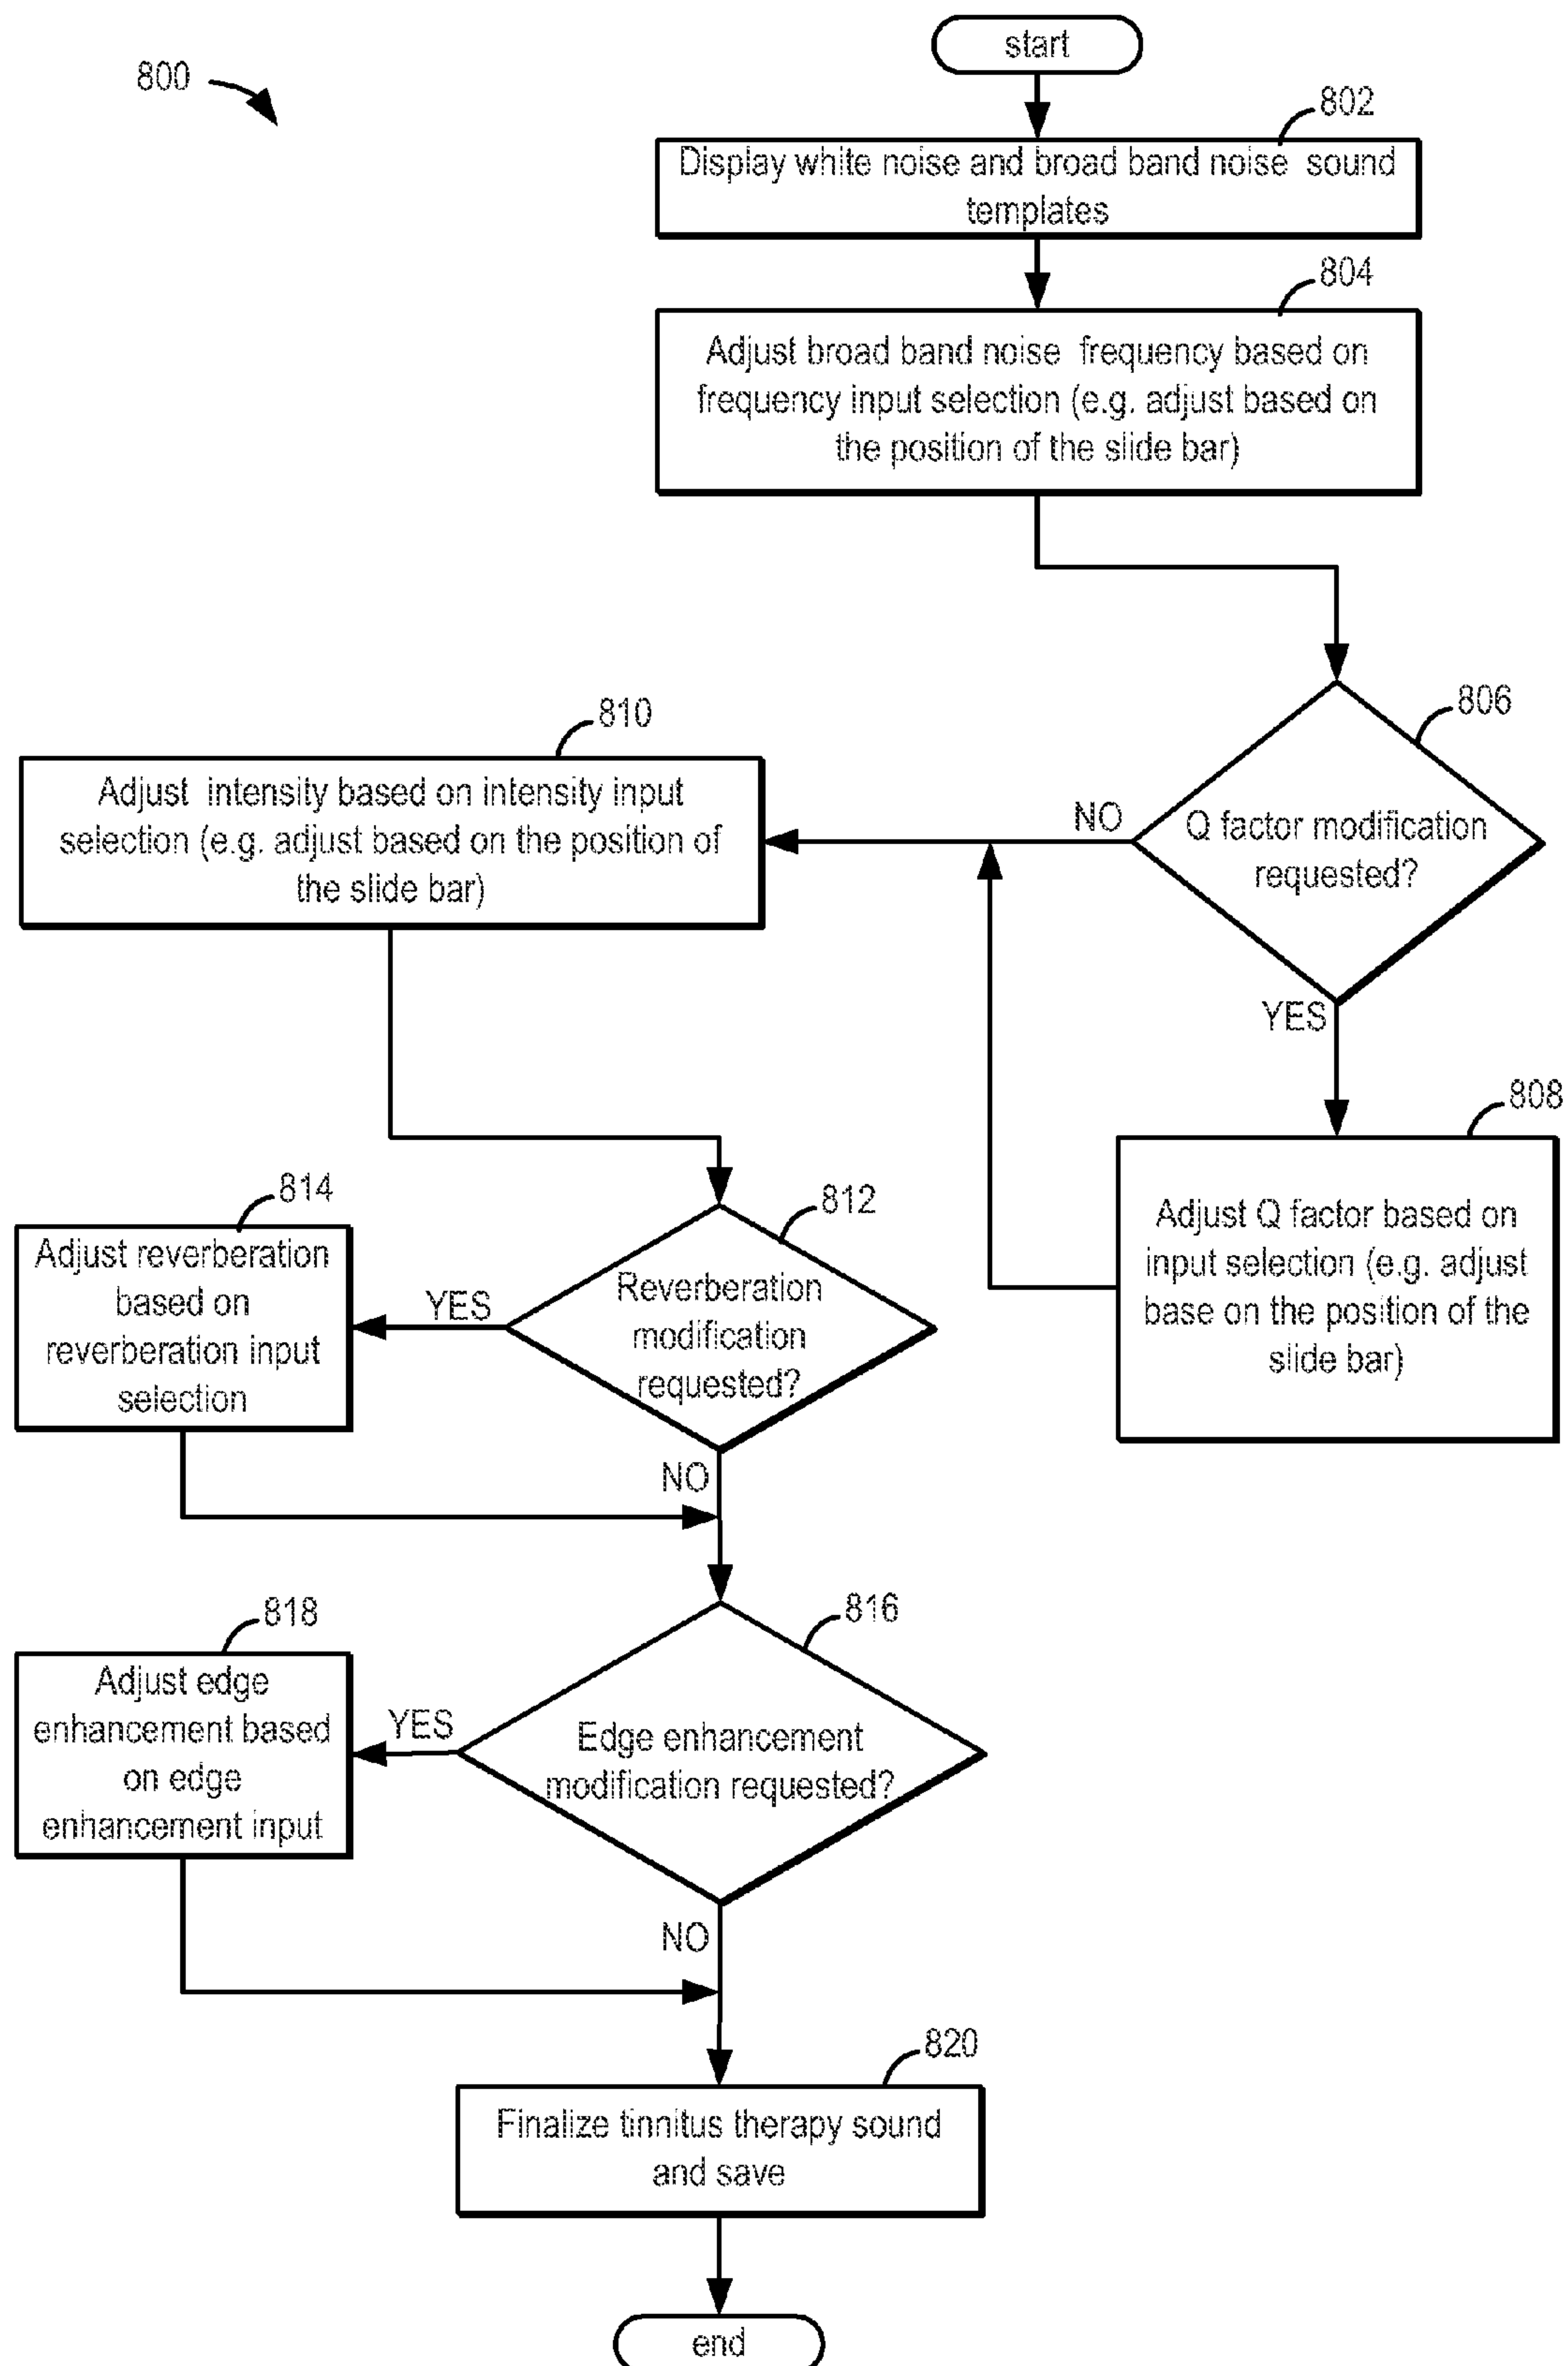 start
800
802
Display white noise and broad band noise sound
templates
804
Adjust broad band noise frequency based on
frequency input selection (e.g. adjust based on
the position of the slide bar)
806
Q factor modification
requested?
NO
YES
810
Adjust intensity based on intensity input
selection (e.g. adjust based on the position of
the slide bar)
808
Adjust Q factor based on
input selection (e.g. adjust
base on the position of the
slide bar)
812
Reverberation
modification
requested?
YES
NO
814
Adjust reverberation
based on
reverberation input
selection
816
Edge enhancement
modification requested?
YES
NO
818
Adjust edge
enhancement based
on edge
enhancement input
820
Finalize tinnitus therapy sound
and save
end